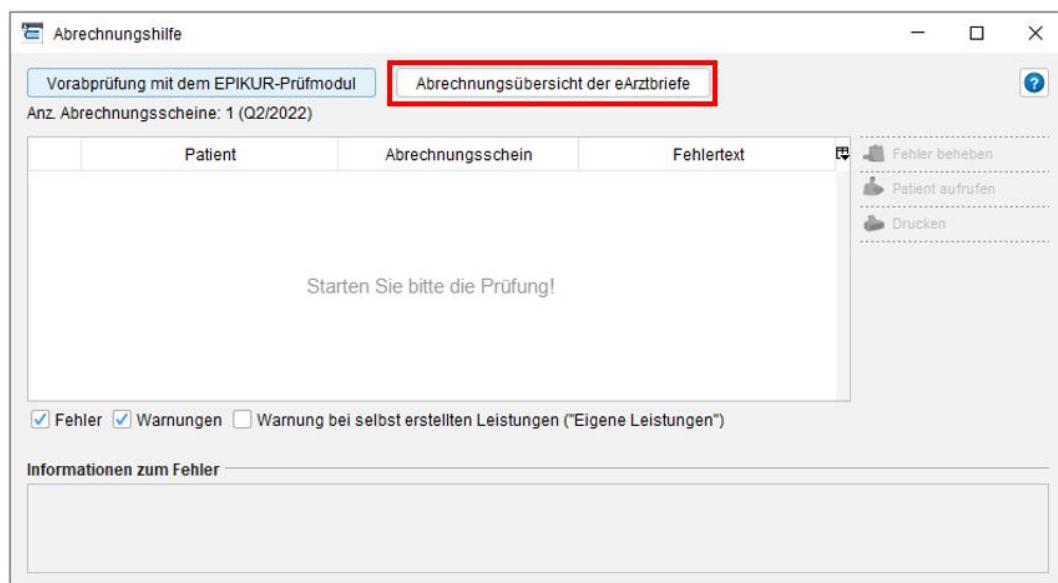 Abrechnungshilfe
Vorabprüfung mit dem EPIKUR-Prüfmodul
Abrechnungsübersicht der eArztbriefe
?
Anz. Abrechnungsscheine: 1 (Q2/2022)
Patient Abrechnungsschein Fehlertext
Fehler beheben
Patient aufrufen
Drucken
Starten Sie bitte die Prüfung!
Fehler Warnungen Warnung bei selbst erstellten Leistungen ("Eigene Leistungen")
Informationen zum Fehler